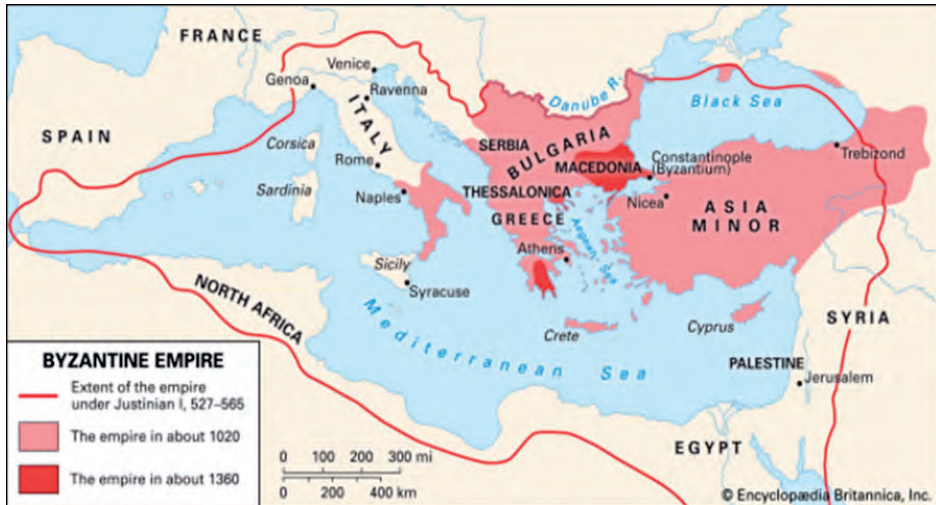 FRANCE
Venice
Genoa
Ravenna
Danube R.
Black Sea
SPAIN
ITALY
Corsica
SERBIA
BULGARIA
Constantinople
(Byzantium)
Trebizond
Rome
MACEDONIA
Sardinia
Naples
THESSALONICA
Nicea
ASIA
MINOR
GREECE
Aegean Sea
Athens
Sicily
Syracuse
NORTH AFRICA
Crete
Cyprus
SYRIA
Mediterranean Sea
PALESTINE
Jerusalem
EGYPT
BYZANTINE EMPIRE
Extent of the empire
under Justinian I, 527–565
The empire in about 1020
The empire in about 1360
0 100 200 300 mi
0 200 400 km
© Encyclopædia Britannica, Inc.